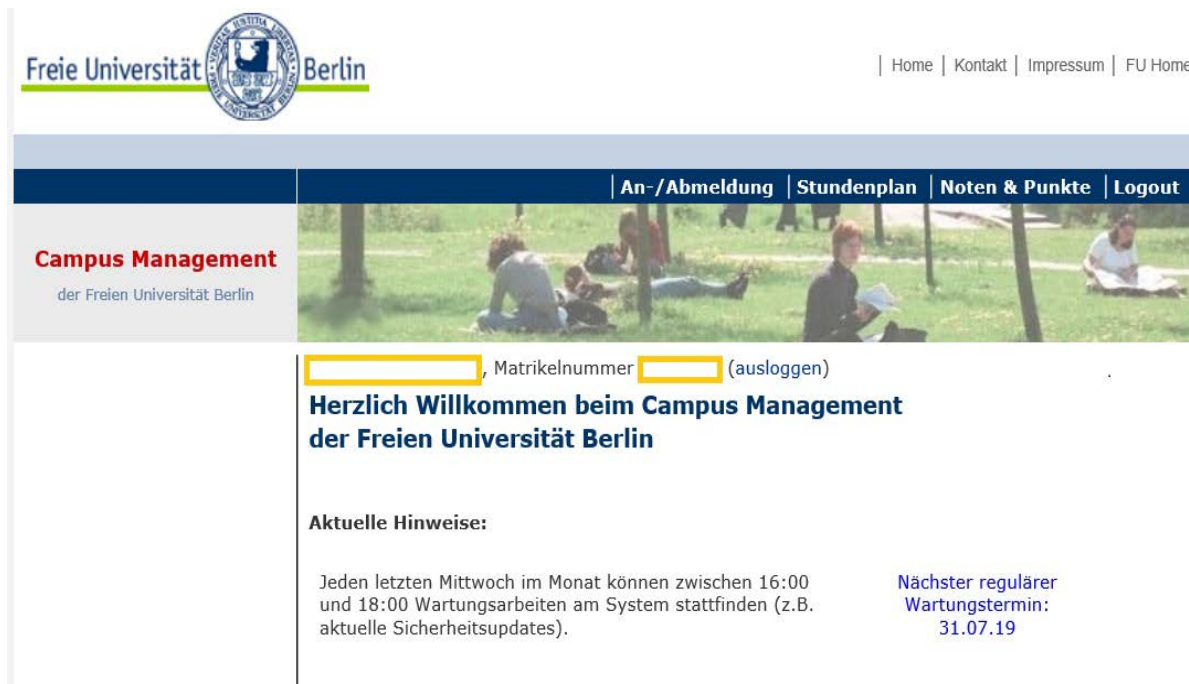 Freie Universität Berlin
| Home | Kontakt | Impressum | FU Home
| An-/Abmeldung | Stundenplan | Noten & Punkte | Logout
Campus Management
der Freien Universität Berlin
, Matrikelnummer (ausloggen) .
Herzlich Willkommen beim Campus Management
der Freien Universität Berlin
Aktuelle Hinweise:
Jeden letzten Mittwoch im Monat können zwischen 16:00
und 18:00 Wartungsarbeiten am System stattfinden (z.B.
aktuelle Sicherheitsupdates).
Nächster regulärer
Wartungstermin:
31.07.19